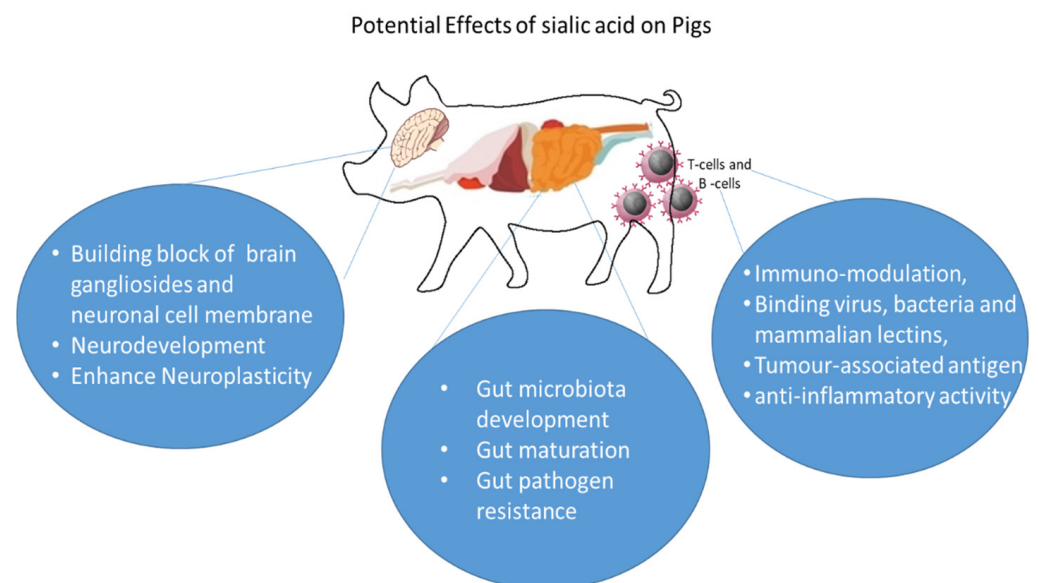 Potential Effects of sialic acid on Pigs
T-cells and
B -cells
• Building block of brain
gangliosides and
neuronal cell membrane
• Neurodevelopment
• Enhance Neuroplasticity
• Gut microbiota
development
• Gut maturation
• Gut pathogen
resistance
• Immuno-modulation,
• Binding virus, bacteria and
mammalian lectins,
• Tumour-associated antigen
• anti-inflammatory activity